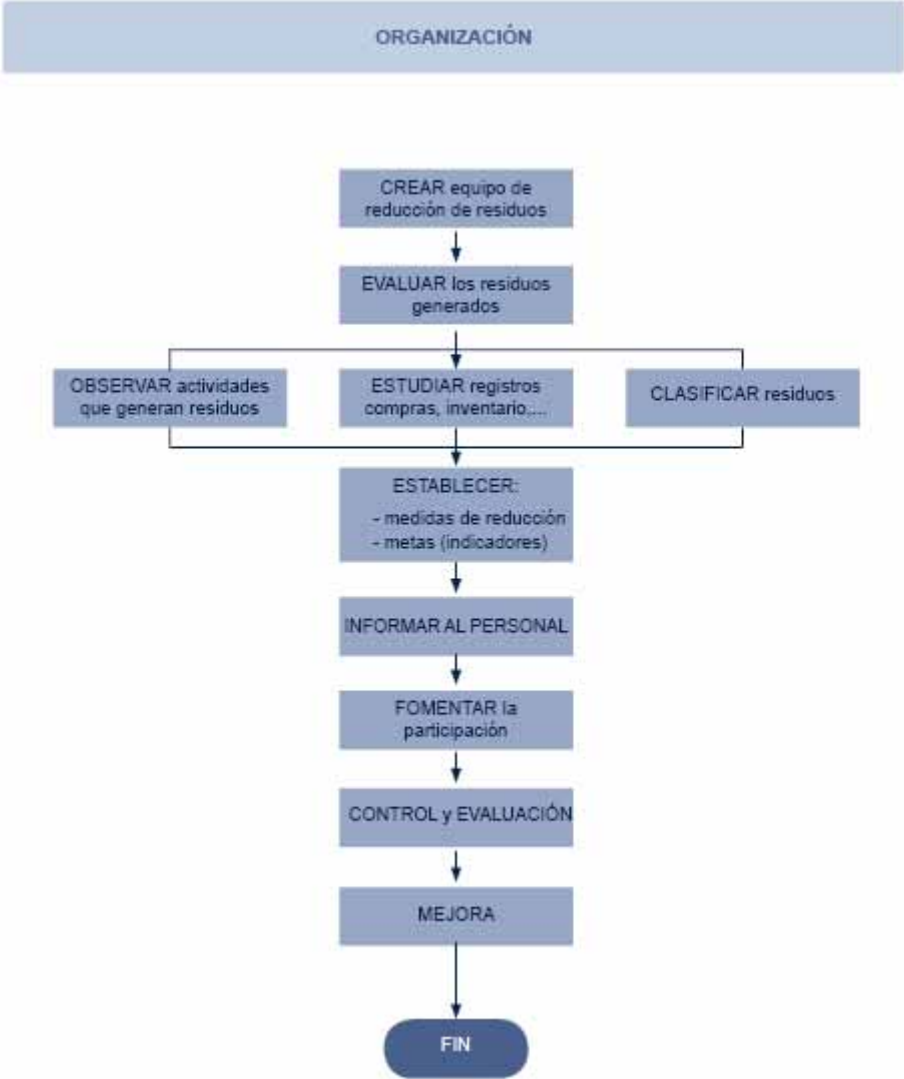 ORGANIZACIÓN
CREAR equipo de
reducción de residuos
EVALUAR los residuos
generados
OBSERVAR actividades
que generan residuos
ESTUDIAR registros
compras, inventario,...
CLASIFICAR residuos
ESTABLECER:
- medidas de reducción
- metas (indicadores)
INFORMAR AL PERSONAL
FOMENTAR la
participación
CONTROL y EVALUACIÓN
MEJORA
FIN